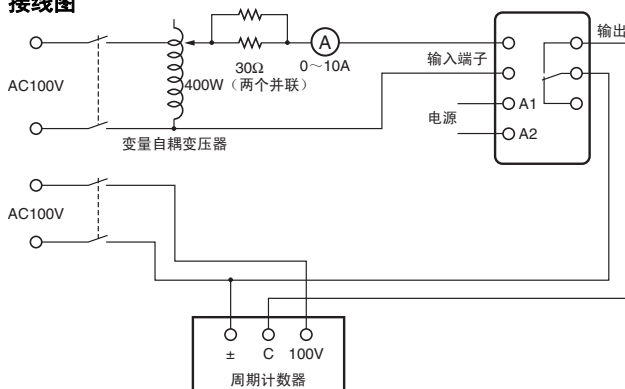 接线图
AC100V
变量自耦变压器
400W（两个并联）
30Ω
A
0～10A
输入端子
电源
A1
A2
输出
AC100V
±
C
100V
周期计数器